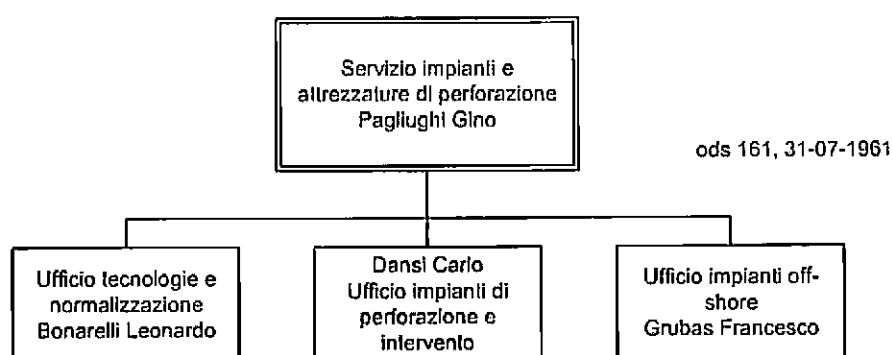 Servizio impianti e
attrezzature di perforazione
Pagliughi Gino
ods 161, 31-07-1961
Ufficio tecnologie e
normalizzazione
Bonarelli Leonardo
Dansi Carlo
Ufficio impianti di
perforazione e
intervento
Ufficio impianti off-
shore
Grubas Francesco